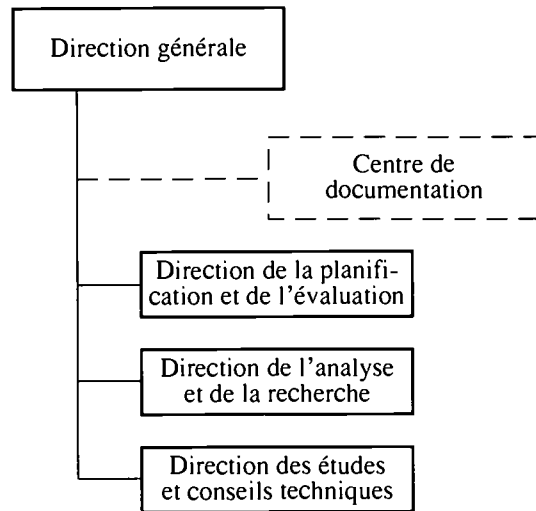 Direction générale
Centre de
documentation
Direction de la planifi-
cation et de l'évaluation
Direction de l'analyse
et de la recherche
Direction des études
et conseils techniques